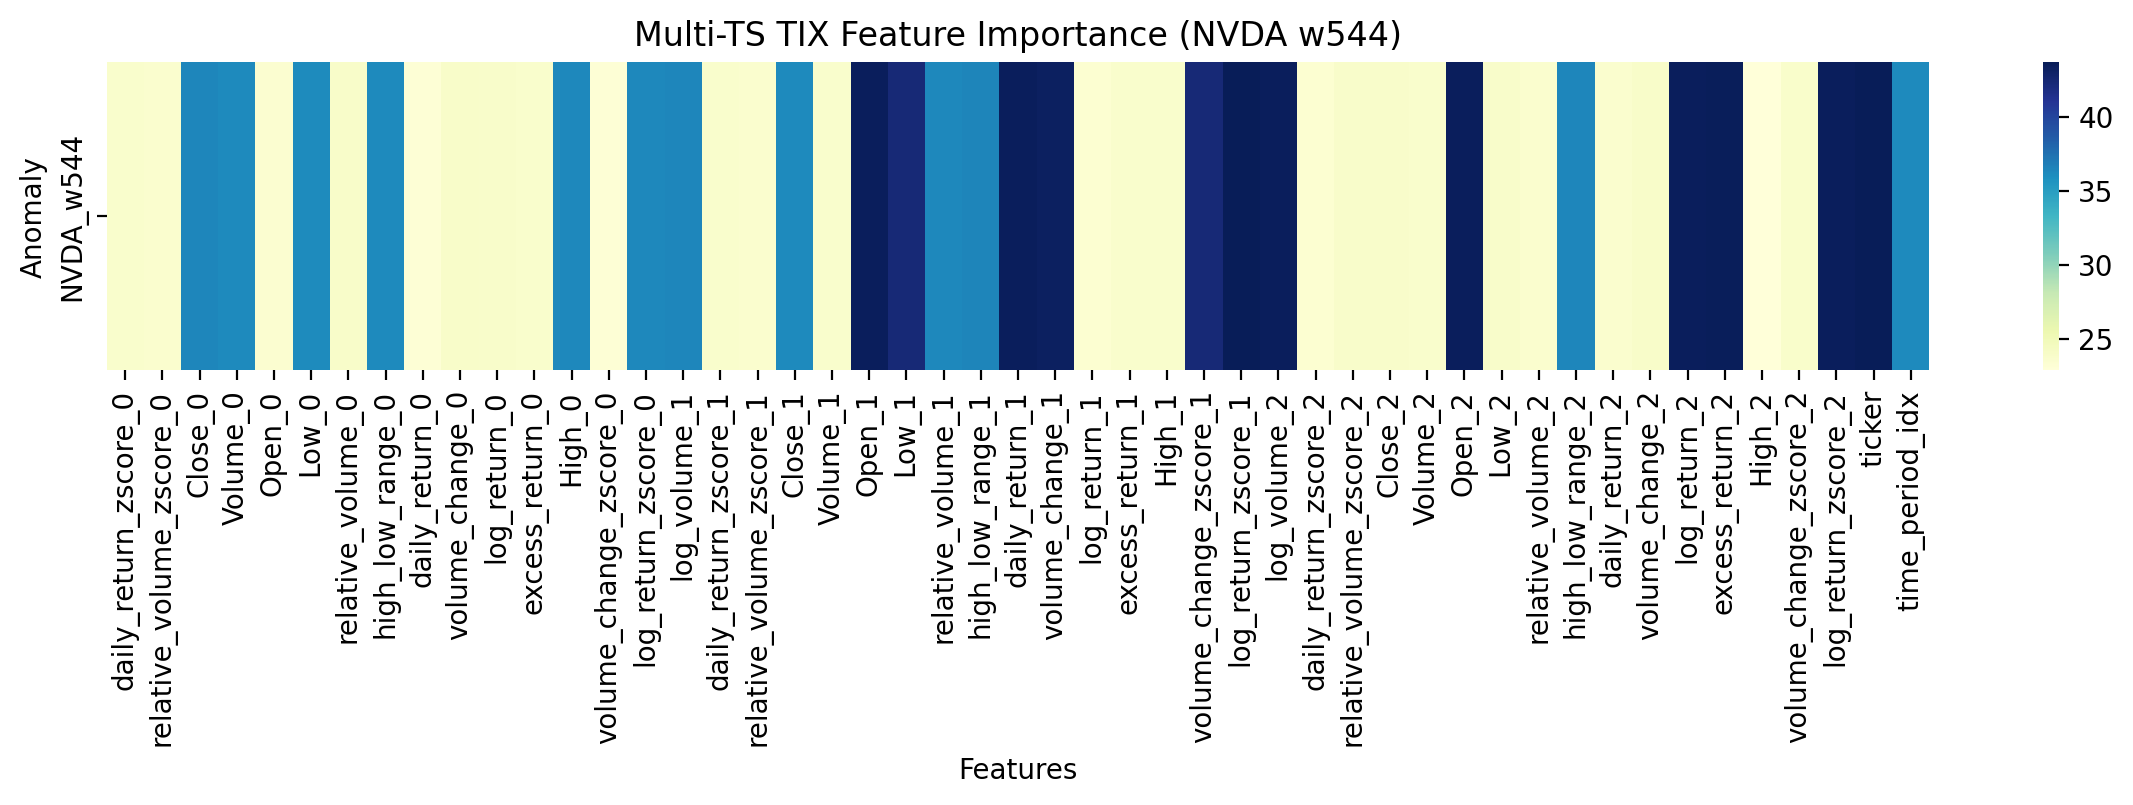 Multi-TS TIX Feature Importance (NVDA w544)
Anomaly
NVDA_w544
40
35
30
25
daily_return_zscore_0
relative_volume_zscore_0
Close_0
Volume_0
Open_0
Low_0
relative_volume_0
high_low_range_0
daily_return_0
volume_change_0
log_return_0
excess_return_0
High_0
volume_change_zscore_0
log_return_zscore_0
log_volume_1
daily_return_zscore_1
relative_volume_zscore_1
Close_1
Volume_1
Open_1
Low_1
relative_volume_1
high_low_range_1
daily_return_1
volume_change_1
log_return_1
excess_return_1
High_1
volume_change_zscore_1
log_return_zscore_1
log_volume_2
daily_return_zscore_2
relative_volume_zscore_2
Close_2
Volume_2
Open_2
Low_2
relative_volume_2
high_low_range_2
daily_return_2
volume_change_2
log_return_2
excess_return_2
High_2
volume_change_zscore_2
log_return_zscore_2
ticker
time_period_idx
Features